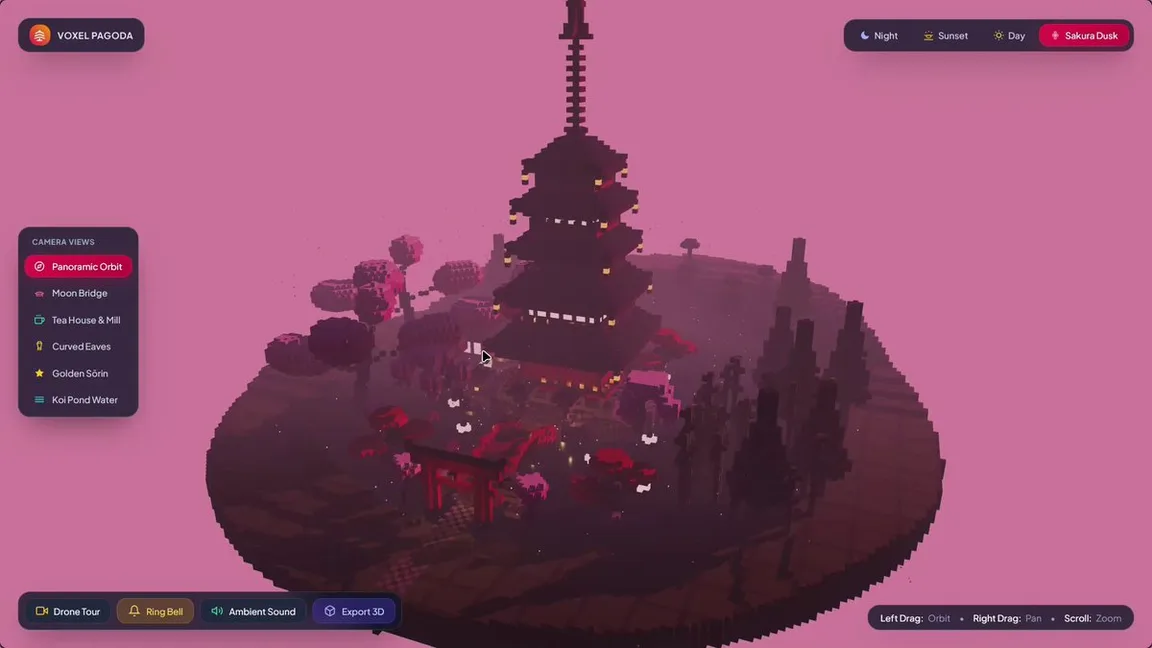 VOXEL PAGODA
Night
Sunset
Day
Sakura Dusk
CAMERA VIEWS
Panoramic Orbit
Moon Bridge
Tea House & Mill
Curved Eaves
Golden Sōrin
Koi Pond Water
Drone Tour
Ring Bell
Ambient Sound
Export 3D
Left Drag: Orbit • Right Drag: Pan • Scroll: Zoom